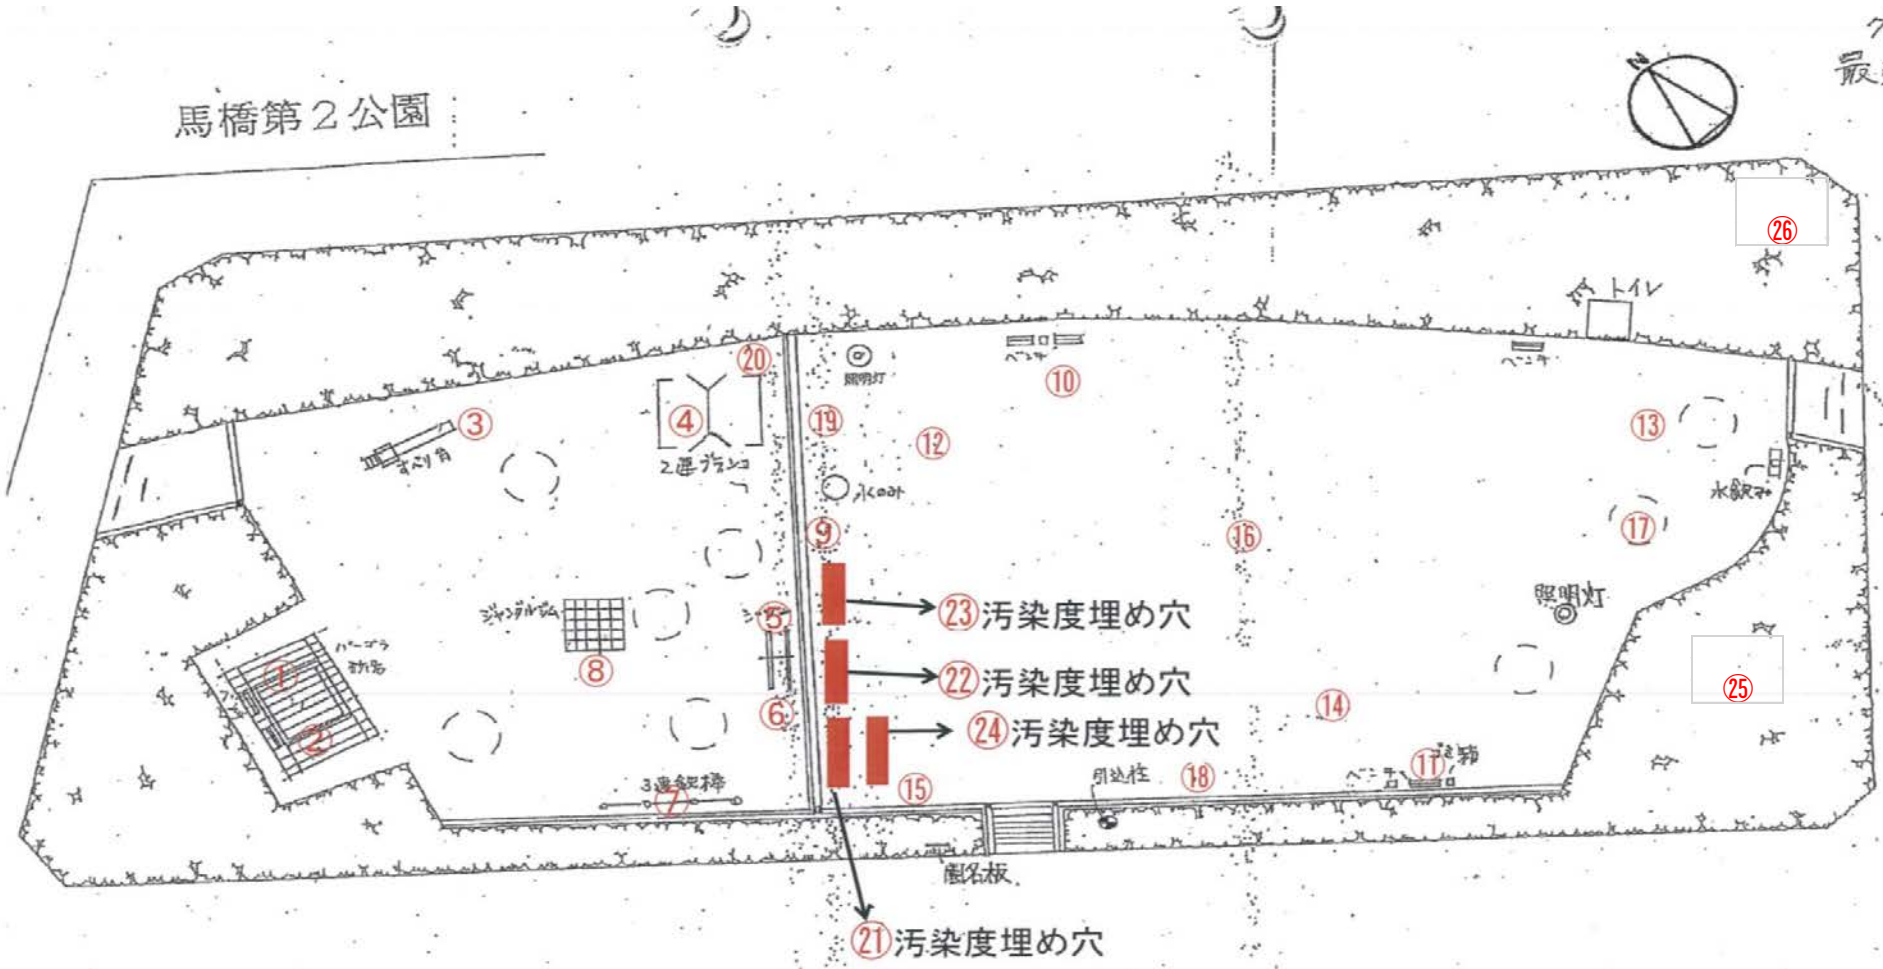 馬橋第2公園
N
最
㉖
トイレ
⑳
照明灯
ベンチ
⑩
ベンチ
③
すべり台
④
2連ブランコ
⑲
⑫
⑬
水のみ
水飲み
⑨
⑯
⑰
照明灯
㉓汚染度埋め穴
ジャングルジム
⑤
⑧
パーゴラ
①
②
㉒汚染度埋め穴
㉕
⑥
⑭
㉔汚染度埋め穴
3連鉄棒
⑦
⑮
引込柱
⑱
ベンチ
⑪
園名板
㉑汚染度埋め穴